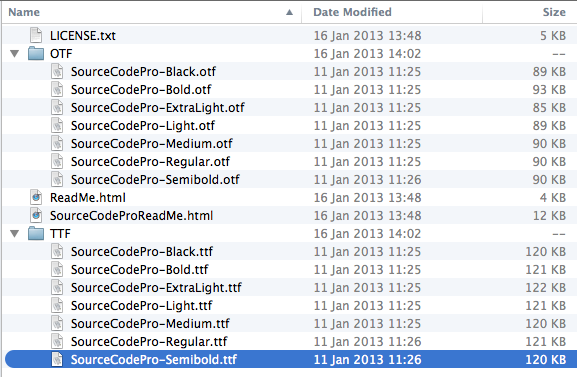 Name Date Modified Size
LICENSE.txt 16 Jan 2013 13:48 5 KB
OTF 16 Jan 2013 14:02 --
SourceCodePro-Black.otf 11 Jan 2013 11:25 89 KB
SourceCodePro-Bold.otf 11 Jan 2013 11:25 93 KB
SourceCodePro-ExtraLight.otf 11 Jan 2013 11:25 85 KB
SourceCodePro-Light.otf 11 Jan 2013 11:25 89 KB
SourceCodePro-Medium.otf 11 Jan 2013 11:25 90 KB
SourceCodePro-Regular.otf 11 Jan 2013 11:25 90 KB
SourceCodePro-Semibold.otf 11 Jan 2013 11:26 90 KB
ReadMe.html 16 Jan 2013 13:48 4 KB
SourceCodeProReadMe.html 16 Jan 2013 13:48 12 KB
TTF 16 Jan 2013 14:02 --
SourceCodePro-Black.ttf 11 Jan 2013 11:25 120 KB
SourceCodePro-Bold.ttf 11 Jan 2013 11:25 121 KB
SourceCodePro-ExtraLight.ttf 11 Jan 2013 11:26 122 KB
SourceCodePro-Light.ttf 11 Jan 2013 11:25 121 KB
SourceCodePro-Medium.ttf 11 Jan 2013 11:25 120 KB
SourceCodePro-Regular.ttf 11 Jan 2013 11:26 121 KB
SourceCodePro-Semibold.ttf 11 Jan 2013 11:26 120 KB